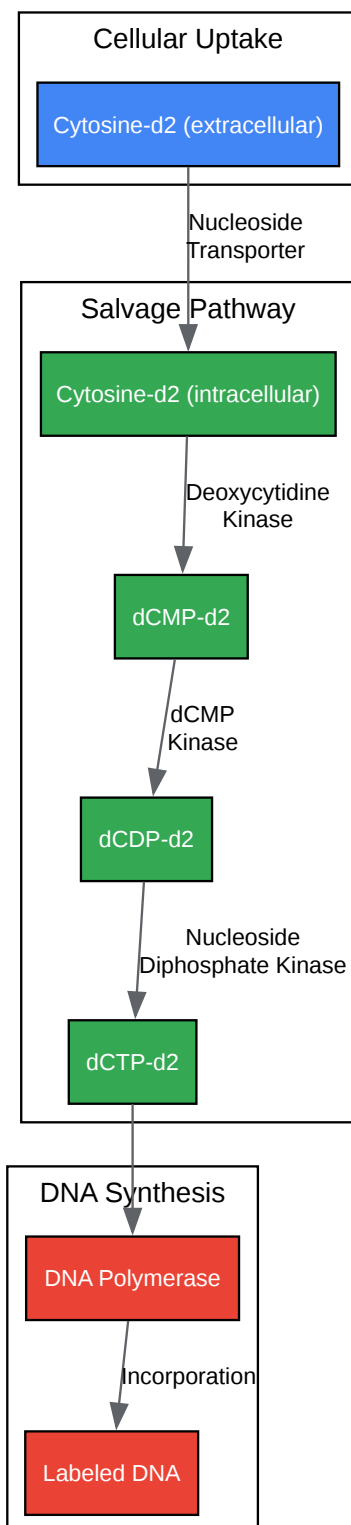 Cellular Uptake
Cytosine-d2 (extracellular)
Nucleoside
Transporter
Salvage Pathway
Cytosine-d2 (intracellular)
Deoxycytidine
Kinase
dCMP-d2
dCMP
Kinase
dCDP-d2
Nucleoside
Diphosphate Kinase
dCTP-d2
DNA Synthesis
DNA Polymerase
Incorporation
Labeled DNA